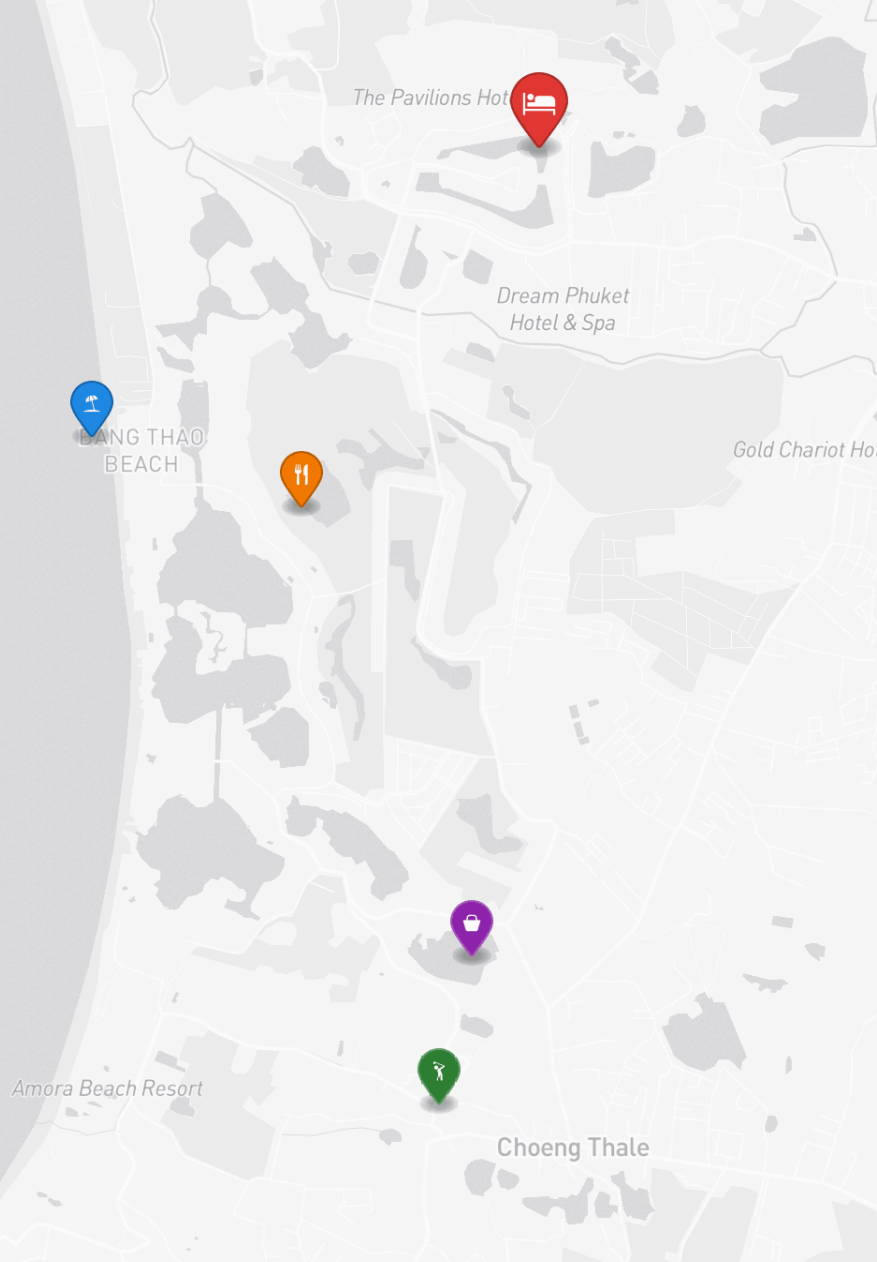 The Pavilions Hot
Dream Phuket
Hotel & Spa
BANG THAO
BEACH
Gold Chariot Ho
Amora Beach Resort
Choeng Thale